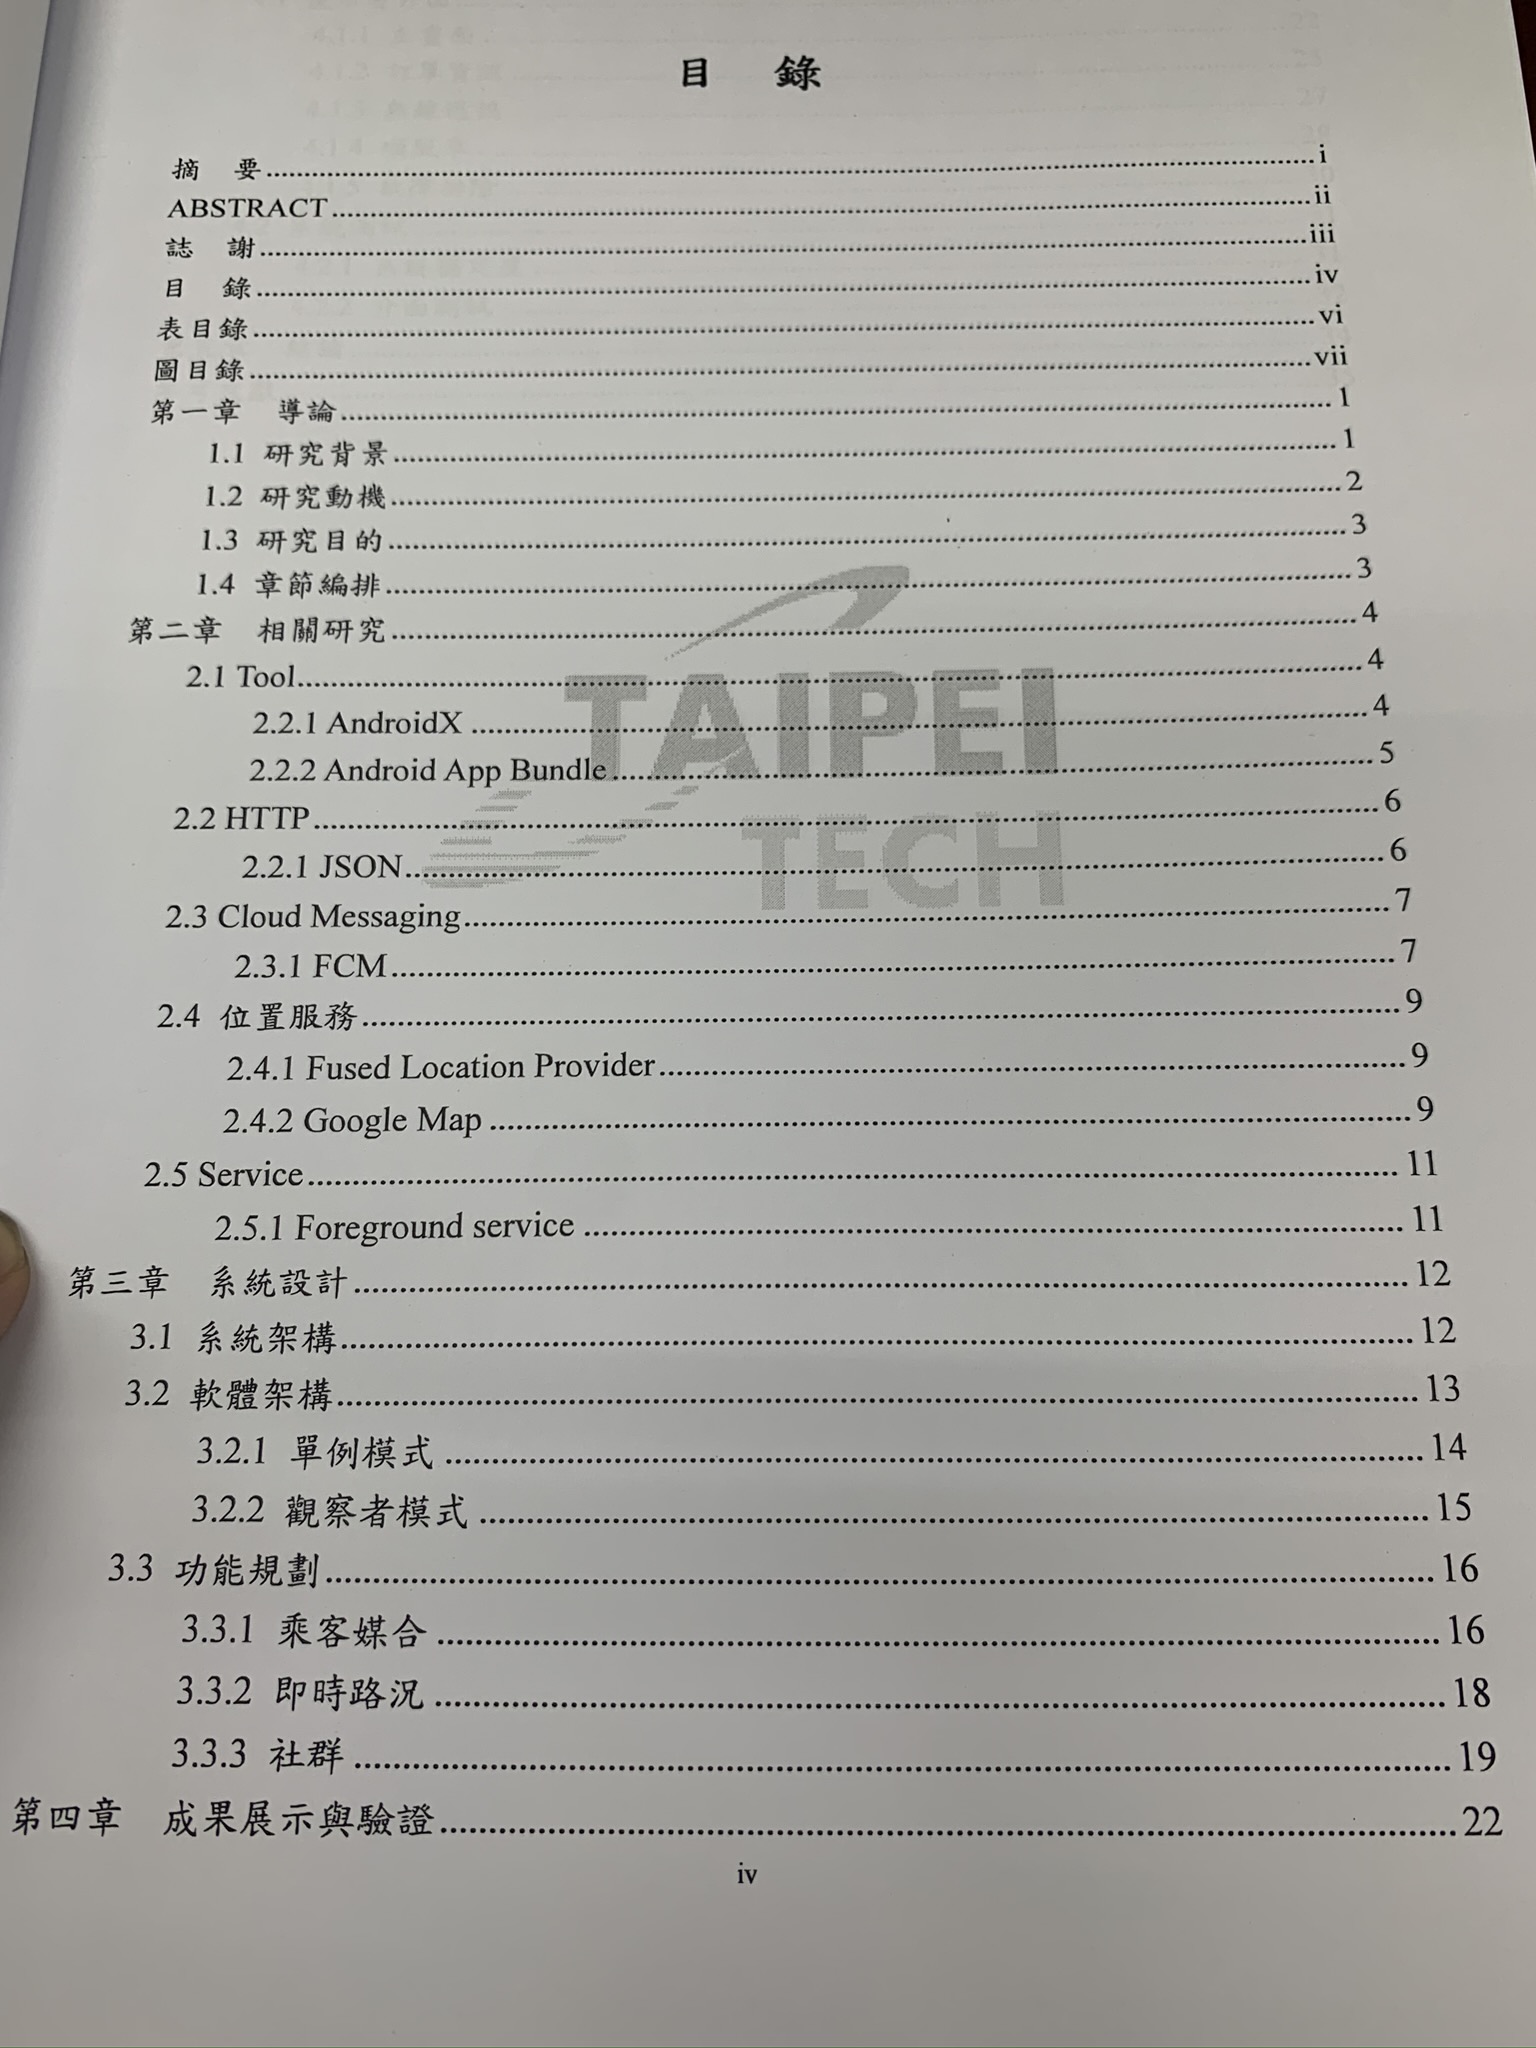 目 錄
摘 要 i
ABSTRACT ii
誌 謝 iii
目 錄 iv
表目錄 vi
圖目錄 vii
第一章 導論 1
1.1 研究背景 1
1.2 研究動機 2
1.3 研究目的 3
1.4 章節編排 3
第二章 相關研究 4
2.1 Tool 4
2.2.1 AndroidX 4
2.2.2 Android App Bundle 5
2.2 HTTP 6
2.2.1 JSON 6
2.3 Cloud Messaging 7
2.3.1 FCM 7
2.4 位置服務 9
2.4.1 Fused Location Provider 9
2.4.2 Google Map 9
2.5 Service 11
2.5.1 Foreground service 11
第三章 系統設計 12
3.1 系統架構 12
3.2 軟體架構 13
3.2.1 單例模式 14
3.2.2 觀察者模式 15
3.3 功能規劃 16
3.3.1 乘客媒合 16
3.3.2 即時路況 18
3.3.3 社群 19
第四章 成果展示與驗證 22
iv
TAIPEI
TECH